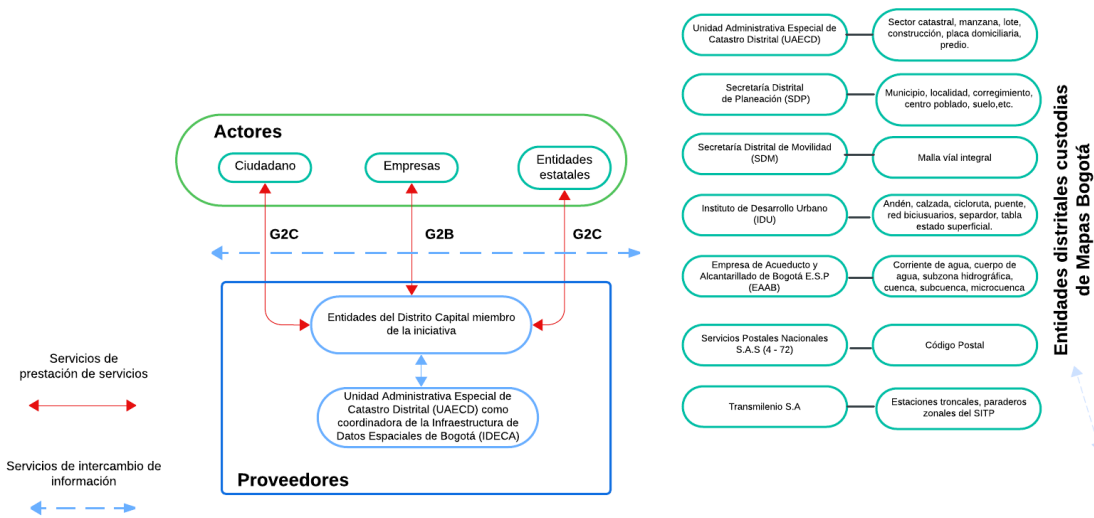 Actores
Ciudadano
Empresas
Entidades
estatales
G2C
G2B
G2C
Entidades del Distrito Capital miembro
de la iniciativa
Unidad Administrativa Especial de
Catastro Distrital (UAECD) como
coordinadora de la Infraestructura de
Datos Espaciales de Bogotá (IDECA)
Proveedores
Servicios de
prestación de servicios
Servicios de intercambio de
información
Unidad Administrativa Especial de
Catastro Distrital (UAECD)
Sector catastral, manzana, lote,
construcción, placa domiciliaria,
predio.
Secretaría Distrital
de Planeación (SDP)
Municipio, localidad, corregimiento,
centro poblado, suelo,etc.
Secretaría Distrital de Movilidad
(SDM)
Malla víal integral
Instituto de Desarrollo Urbano
(IDU)
Andén, calzada, cicloruta, puente,
red biciusuarios, separdor, tabla
estado superficial.
Empresa de Acueducto y
Alcantarillado de Bogotá E.S.P
(EAAB)
Corriente de agua, cuerpo de
agua, subzona hidrográfica,
cuenca, subcuenca, microcuenca
Servicios Postales Nacionales
S.A.S (4 - 72)
Código Postal
Transmilenio S.A
Estaciones troncales, paraderos
zonales del SITP
Entidades distritales custodias
de Mapas Bogotá